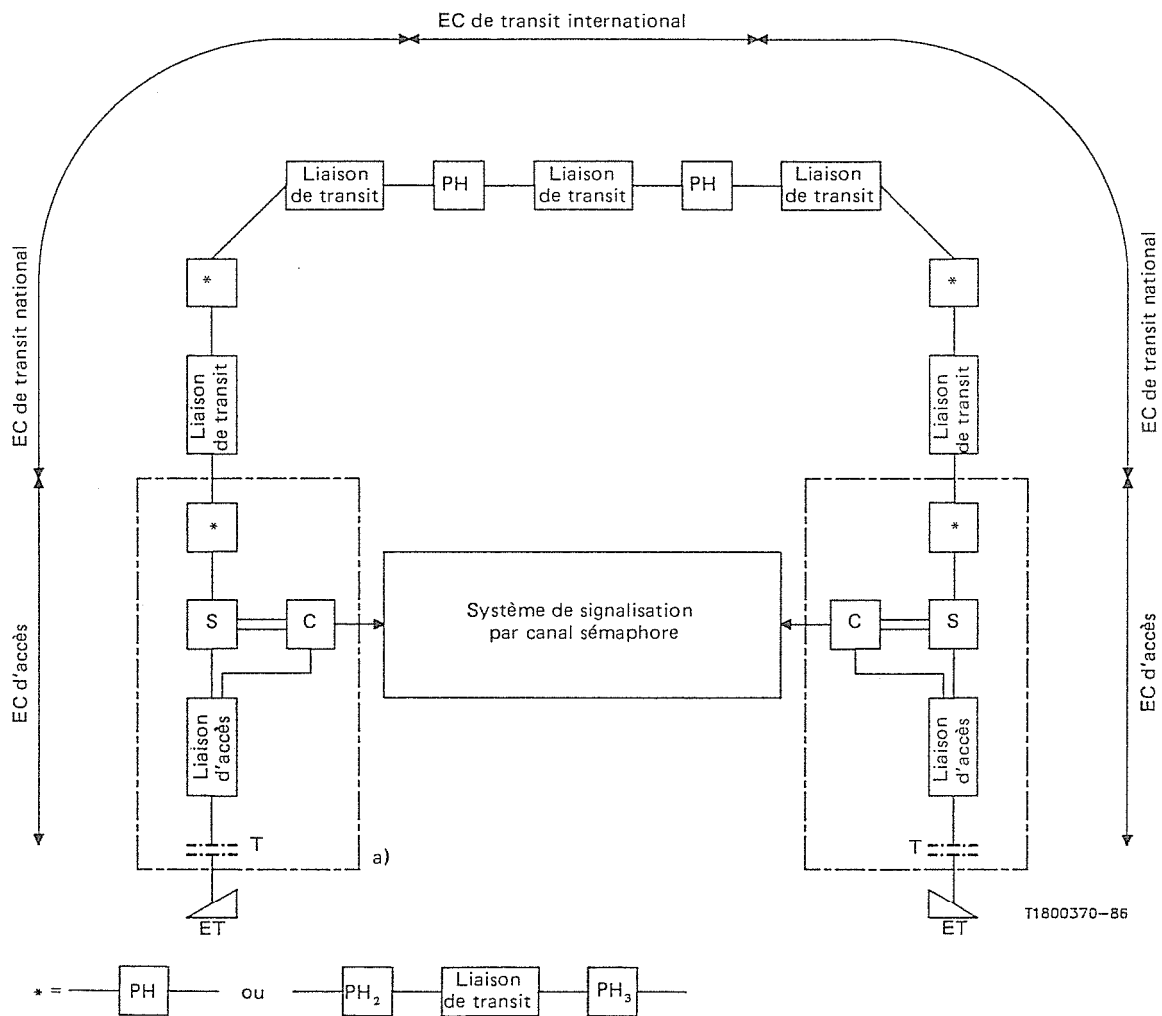 EC de transit international
Liaison
de transit
PH
Liaison
de transit
PH
Liaison
de transit
EC de transit national
EC de transit national
*
*
Liaison
de transit
Liaison
de transit
*
*
S
C
Système de signalisation
par canal sémaphore
C
S
EC d'accès
EC d'accès
Liaison
d'accès
Liaison
d'accès
T
a)
T
ET
ET
T1800370-86
* = PH ou PH₂ Liaison
de transit PH₃